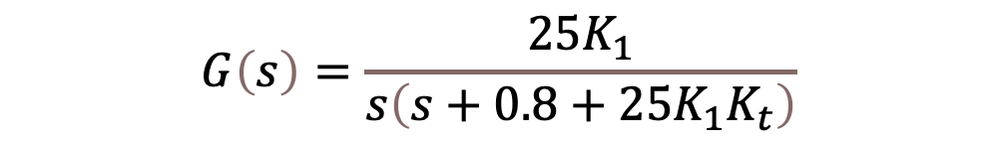 G(s) = 25K₁ / s(s + 0.8 + 25K₁Kₜ)